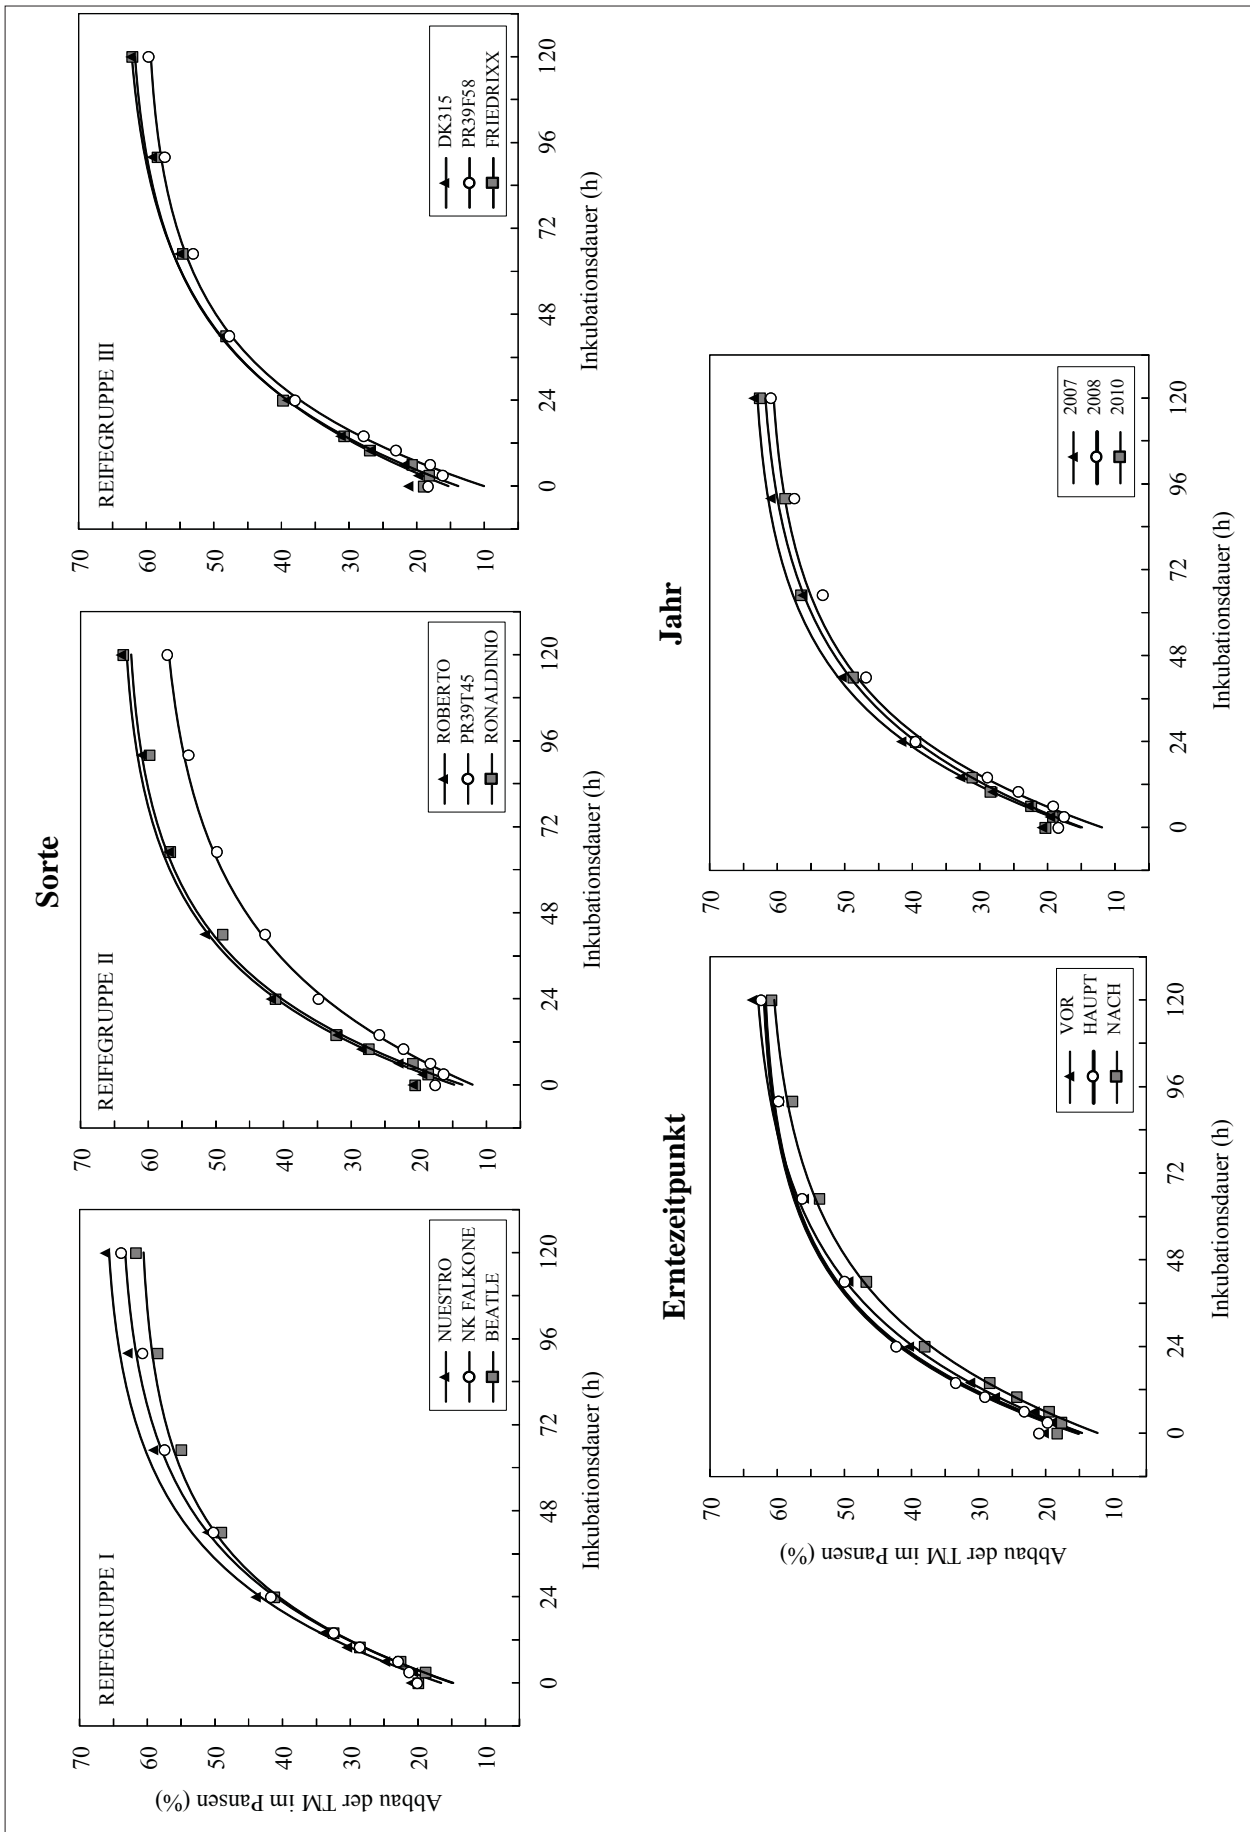 Sorte
REIFEGRUPPE I
70
60
50
40
30
20
10
0
24
48
72
96
120
NUESTRO
NK FALKONE
BEATLE
Abbau der TM im Pansen (%)
Inkubationsdauer (h)
REIFEGRUPPE II
70
60
50
40
30
20
10
0
24
48
72
96
120
ROBERTO
PR39T45
RONALDINIO
Inkubationsdauer (h)
REIFEGRUPPE III
70
60
50
40
30
20
10
0
24
48
72
96
120
DK315
PR39F58
FRIEDRIXX
Inkubationsdauer (h)
Erntezeitpunkt
70
60
50
40
30
20
10
0
24
48
72
96
120
VOR
HAUPT
NACH
Abbau der TM im Pansen (%)
Inkubationsdauer (h)
Jahr
70
60
50
40
30
20
10
0
24
48
72
96
120
2007
2008
2010
Inkubationsdauer (h)